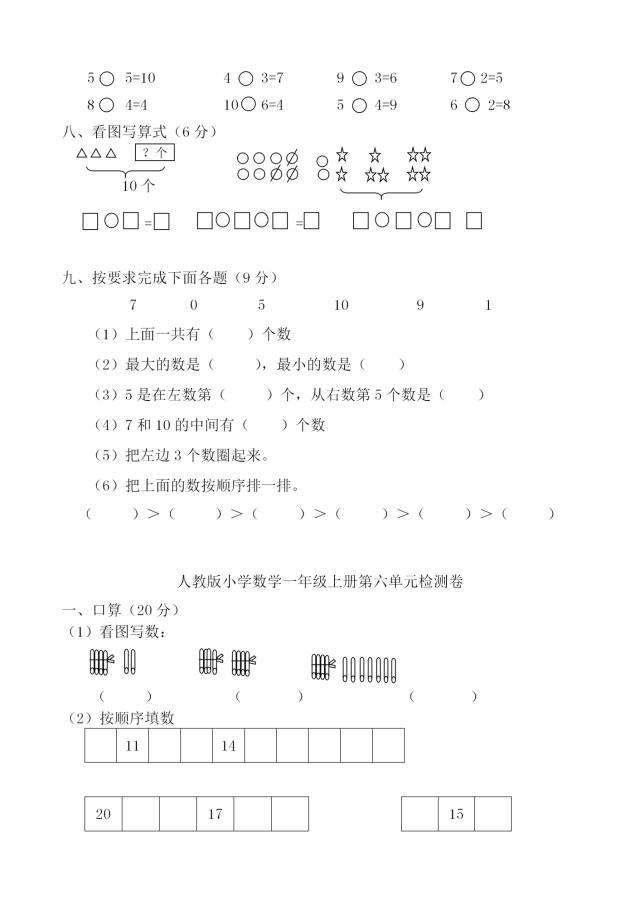 5 ○ 5=10 4 ○ 3=7 9 ○ 3=6 7○ 2=5
8 ○ 4=4 10○ 6=4 5 ○ 4=9 6 ○ 2=8
八、看图写算式（6 分）
？个
10 个
□○□=□ □○□○□=□ □○□○□ □
九、按要求完成下面各题（9 分）
7 0 5 10 9 1
（1）上面一共有（ ）个数
（2）最大的数是（ ），最小的数是（ ）
（3）5 是在左数第（ ）个，从右数第 5 个数是（ ）
（4）7 和 10 的中间有（ ）个数
（5）把左边 3 个数圈起来。
（6）把上面的数按顺序排一排。
（ ）＞（ ）＞（ ）＞（ ）＞（ ）＞（ ）
人教版小学数学一年级上册第六单元检测卷
一、口算（20 分）
（1）看图写数：
（ ） （ ） （ ）
（2）按顺序填数
11 14
20 17 15